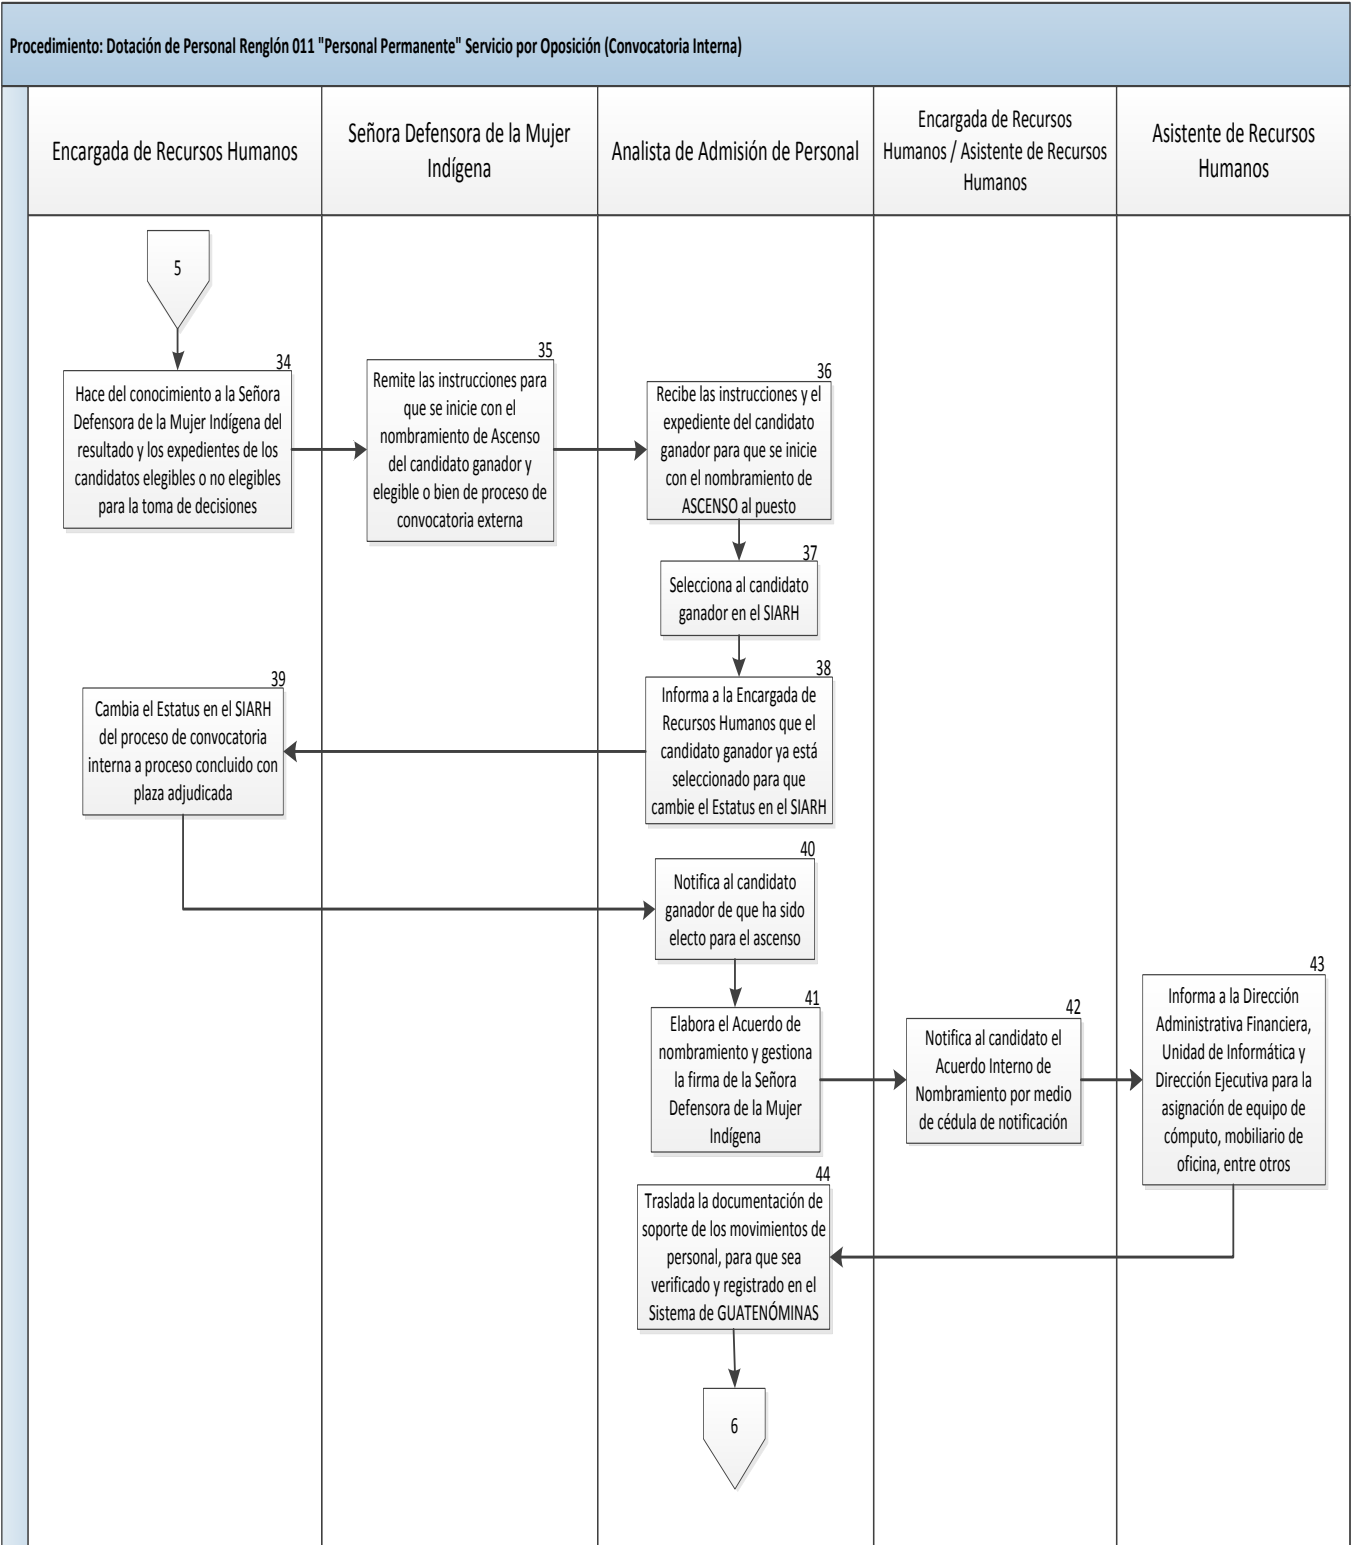 Procedimiento: Dotación de Personal Renglón 011 "Personal Permanente" Servicio por Oposición (Convocatoria Interna)
Encargada de Recursos Humanos
Señora Defensora de la Mujer
Indígena
Analista de Admisión de Personal
Encargada de Recursos
Humanos / Asistente de Recursos
Humanos
Asistente de Recursos
Humanos
5
34
Hace del conocimiento a la Señora
Defensora de la Mujer Indígena del
resultado y los expedientes de los
candidatos elegibles o no elegibles
para la toma de decisiones
35
Remite las instrucciones para
que se inicie con el
nombramiento de Ascenso
del candidato ganador y
elegible o bien de proceso de
convocatoria externa
36
Recibe las instrucciones y el
expediente del candidato
ganador para que se inicie
con el nombramiento de
ASCENSO al puesto
37
Selecciona al candidato
ganador en el SIARH
38
Informa a la Encargada de
Recursos Humanos que el
candidato ganador ya está
seleccionado para que
cambie el Estatus en el SIARH
39
Cambia el Estatus en el SIARH
del proceso de convocatoria
interna a proceso concluido con
plaza adjudicada
40
Notifica al candidato
ganador de que ha sido
electo para el ascenso
41
Elabora el Acuerdo de
nombramiento y gestiona
la firma de la Señora
Defensora de la Mujer
Indígena
42
Notifica al candidato el
Acuerdo Interno de
Nombramiento por medio
de cédula de notificación
43
Informa a la Dirección
Administrativa Financiera,
Unidad de Informática y
Dirección Ejecutiva para la
asignación de equipo de
cómputo, mobiliario de
oficina, entre otros
44
Traslada la documentación de
soporte de los movimientos de
personal, para que sea
verificado y registrado en el
Sistema de GUATENÓMINAS
6